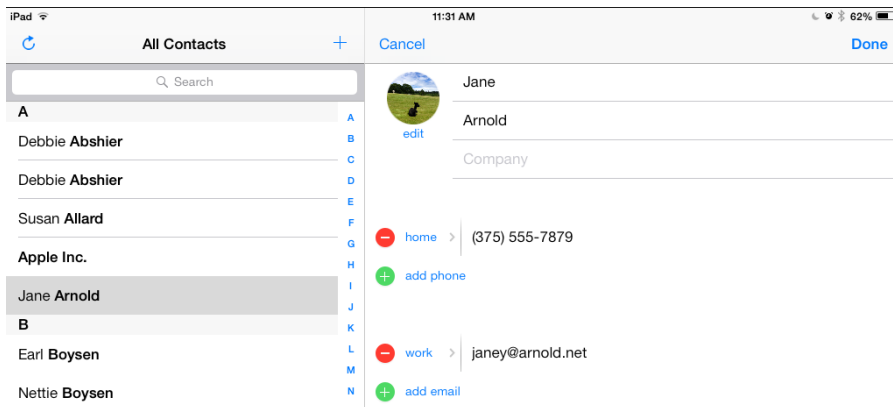 iPad 11:31 AM 62%
All Contacts +
Search
A
Debbie Abshier
Debbie Abshier
Susan Allard
Apple Inc.
Jane Arnold
B
Earl Boysen
Nettie Boysen
A
B
C
D
E
F
G
H
I
J
K
L
M
N
Cancel Done
edit
Jane
Arnold
Company
home (375) 555-7879
add phone
work janey@arnold.net
add email